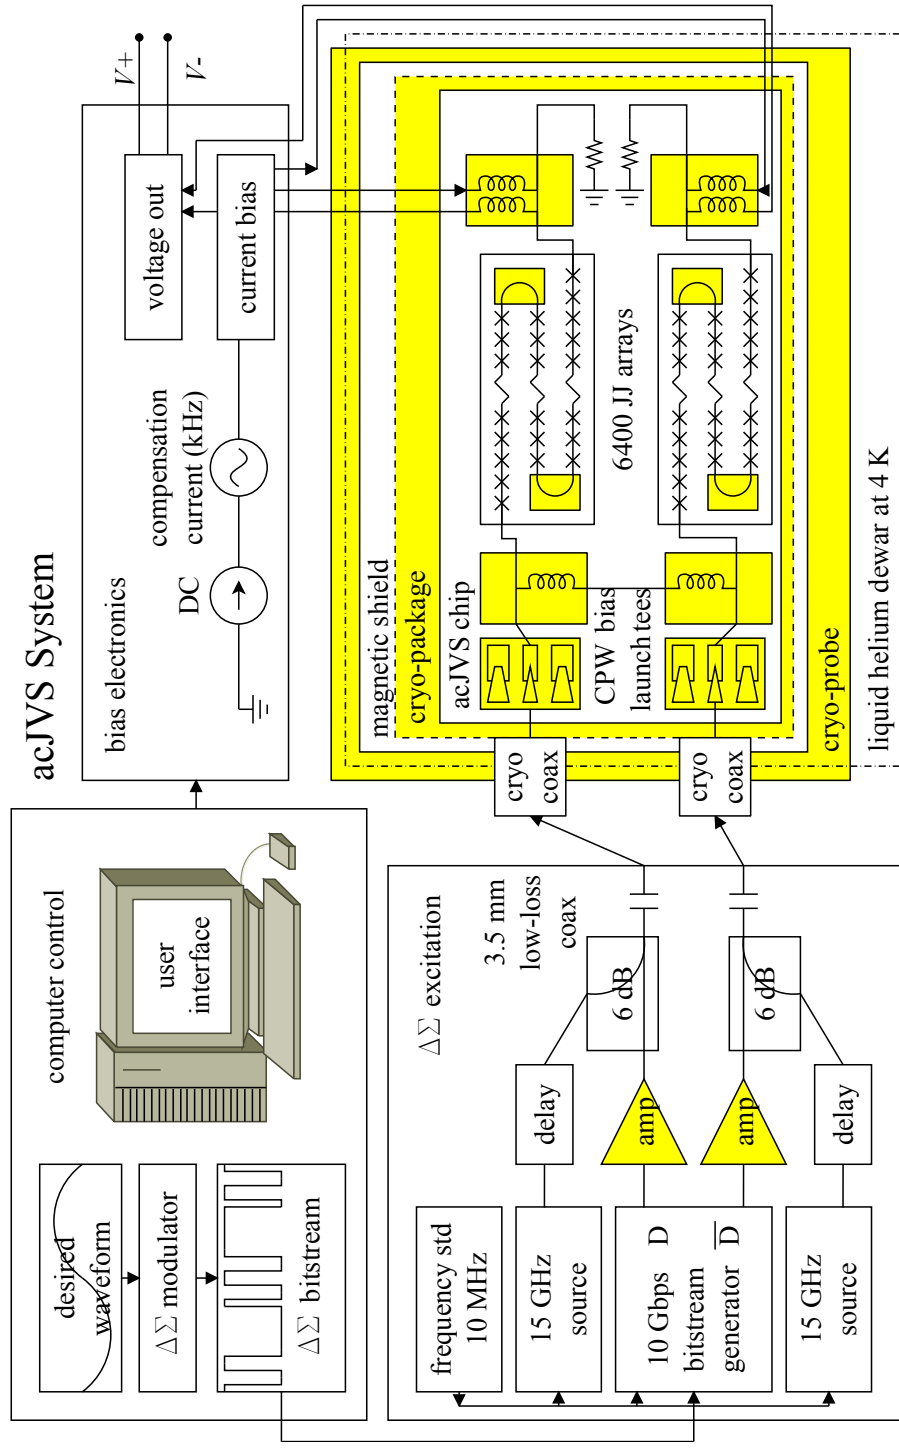 acJVS System
computer control
desired
waveform
ΔΣ modulator
ΔΣ bitstream
user
interface
bias electronics
DC
compensation
current (kHz)
voltage out
current bias
V+
V-
ΔΣ excitation
frequency std
10 MHz
15 GHz
source
delay
10 Gbps
bitstream
generator
D
D̅
amp
amp
15 GHz
source
delay
6 dB
6 dB
3.5 mm
low-loss
coax
cryo
coax
cryo
coax
magnetic shield
cryo-package
acJVS chip
CPW
launch
bias
tees
6400 JJ arrays
cryo-probe
liquid helium dewar at 4 K